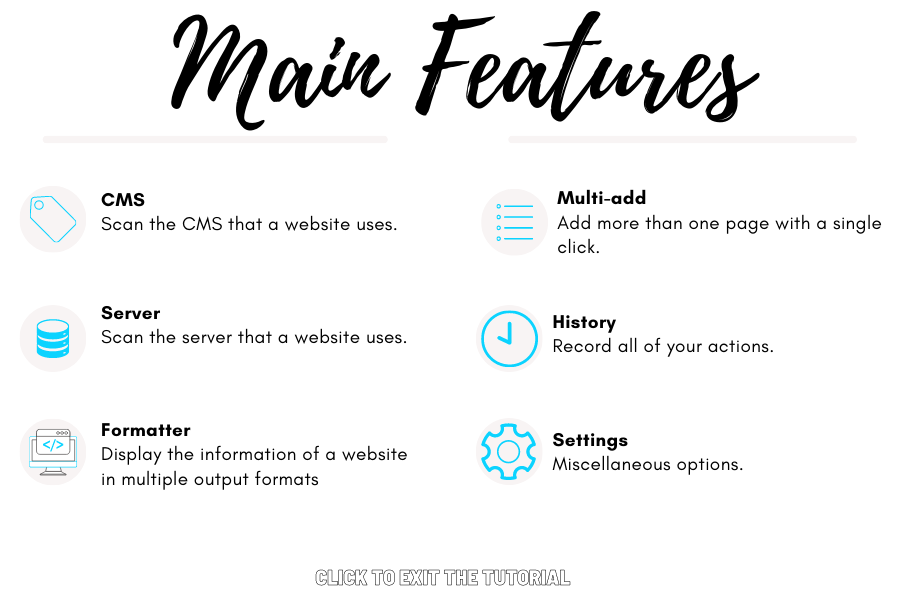 Main Features
CMS
Scan the CMS that a website uses.
Server
Scan the server that a website uses.
</>
Formatter
Display the information of a website
in multiple output formats
Multi-add
Add more than one page with a single
click.
History
Record all of your actions.
Settings
Miscellaneous options.
CLICK TO EXIT THE TUTORIAL